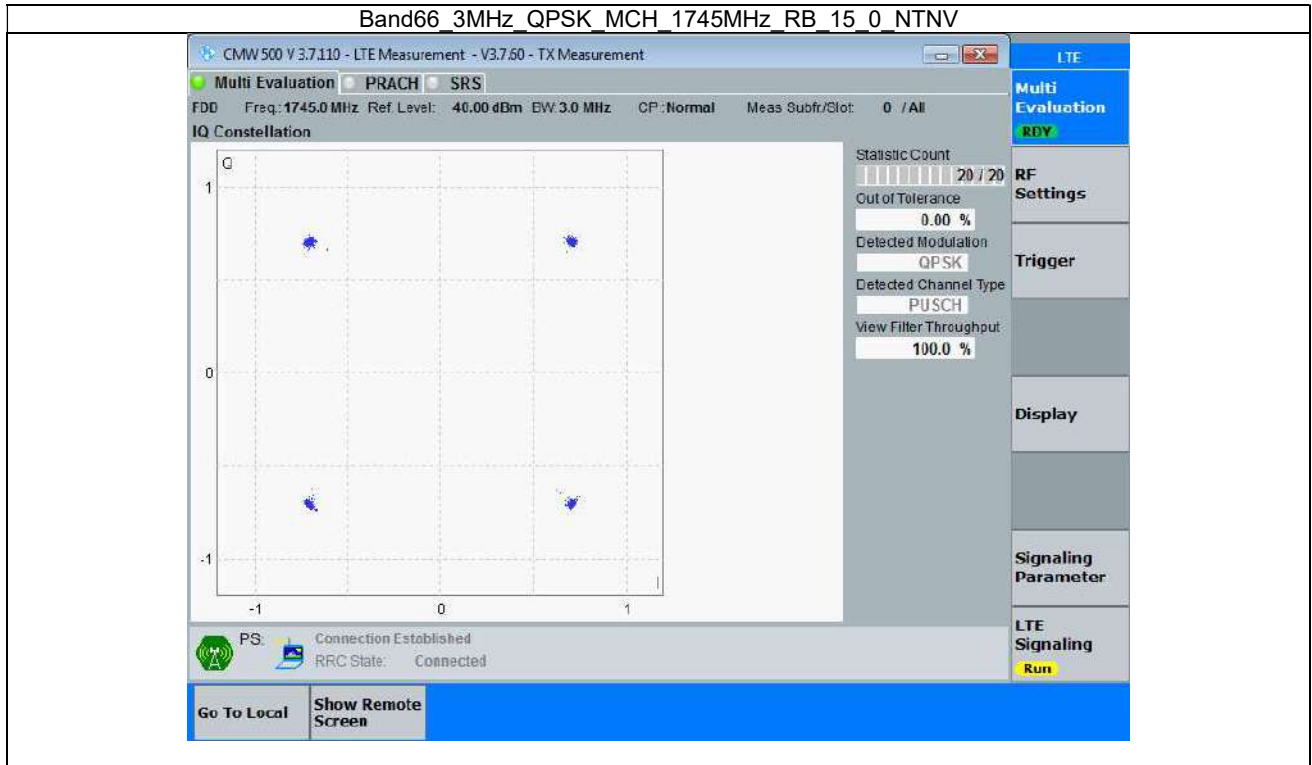 Band66_3MHz_QPSK_MCH_1745MHz_RB_15_0_NTNV
CMW 500 V 3.7.110 - LTE Measurement - V3.7.60 - TX Measurement
LTE
Multi Evaluation PRACH SRS
FDD Freq.: 1745.0 MHz Ref. Level: 40.00 dBm BW: 3.0 MHz CP: Normal Meas Subfr./Slot: 0 / All
IQ Constellation
Q
1
0
-1
-1 0 1
I
Statistic Count
20 / 20
Out of Tolerance
0.00 %
Detected Modulation
QPSK
Detected Channel Type
PUSCH
View Filter Throughput
100.0 %
Multi
Evaluation
RDY
RF
Settings
Trigger
Display
Signaling
Parameter
LTE
Signaling
Run
PS: Connection Established
RRC State: Connected
Go To Local
Show Remote
Screen